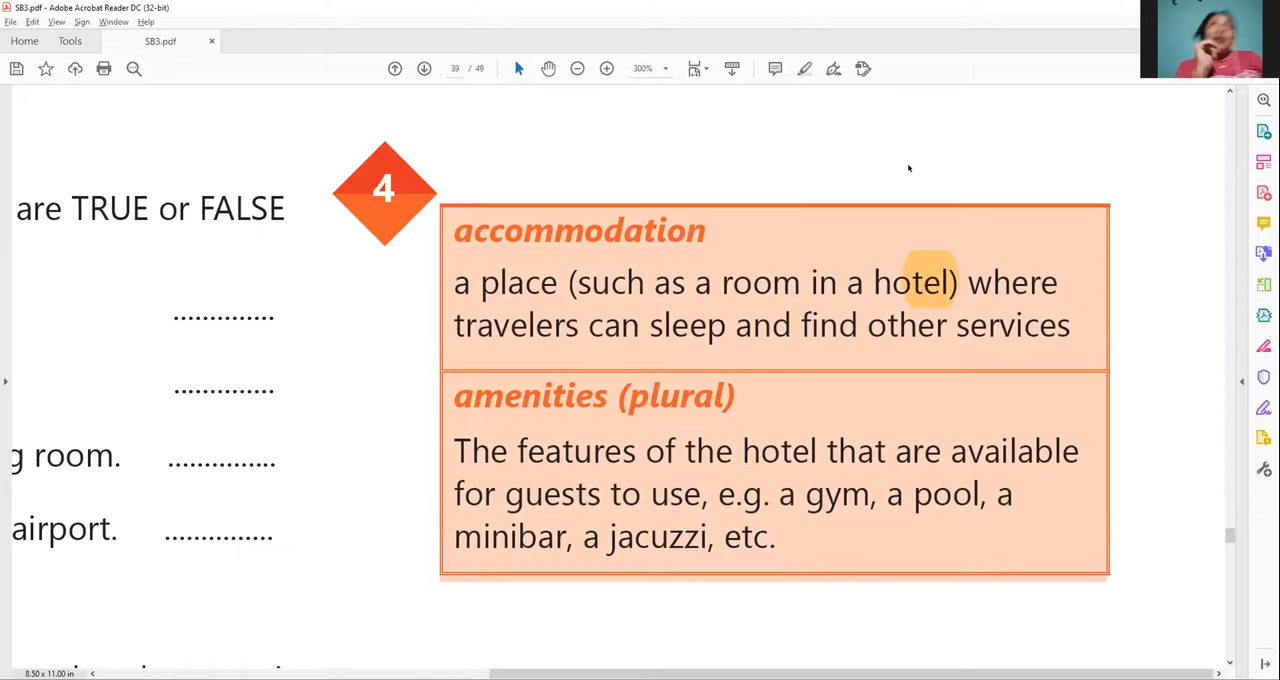 SB3.pdf - Adobe Acrobat Reader DC (32-bit)
File Edit View Sign Window Help
Home Tools SB3.pdf ×
39 / 49 300%
4
are TRUE or FALSE
accommodation
a place (such as a room in a hotel) where
travelers can sleep and find other services
amenities (plural)
The features of the hotel that are available
for guests to use, e.g. a gym, a pool, a
minibar, a jacuzzi, etc.
..............
..............
g room. ...............
airport. ...............
8.50 x 11.00 in